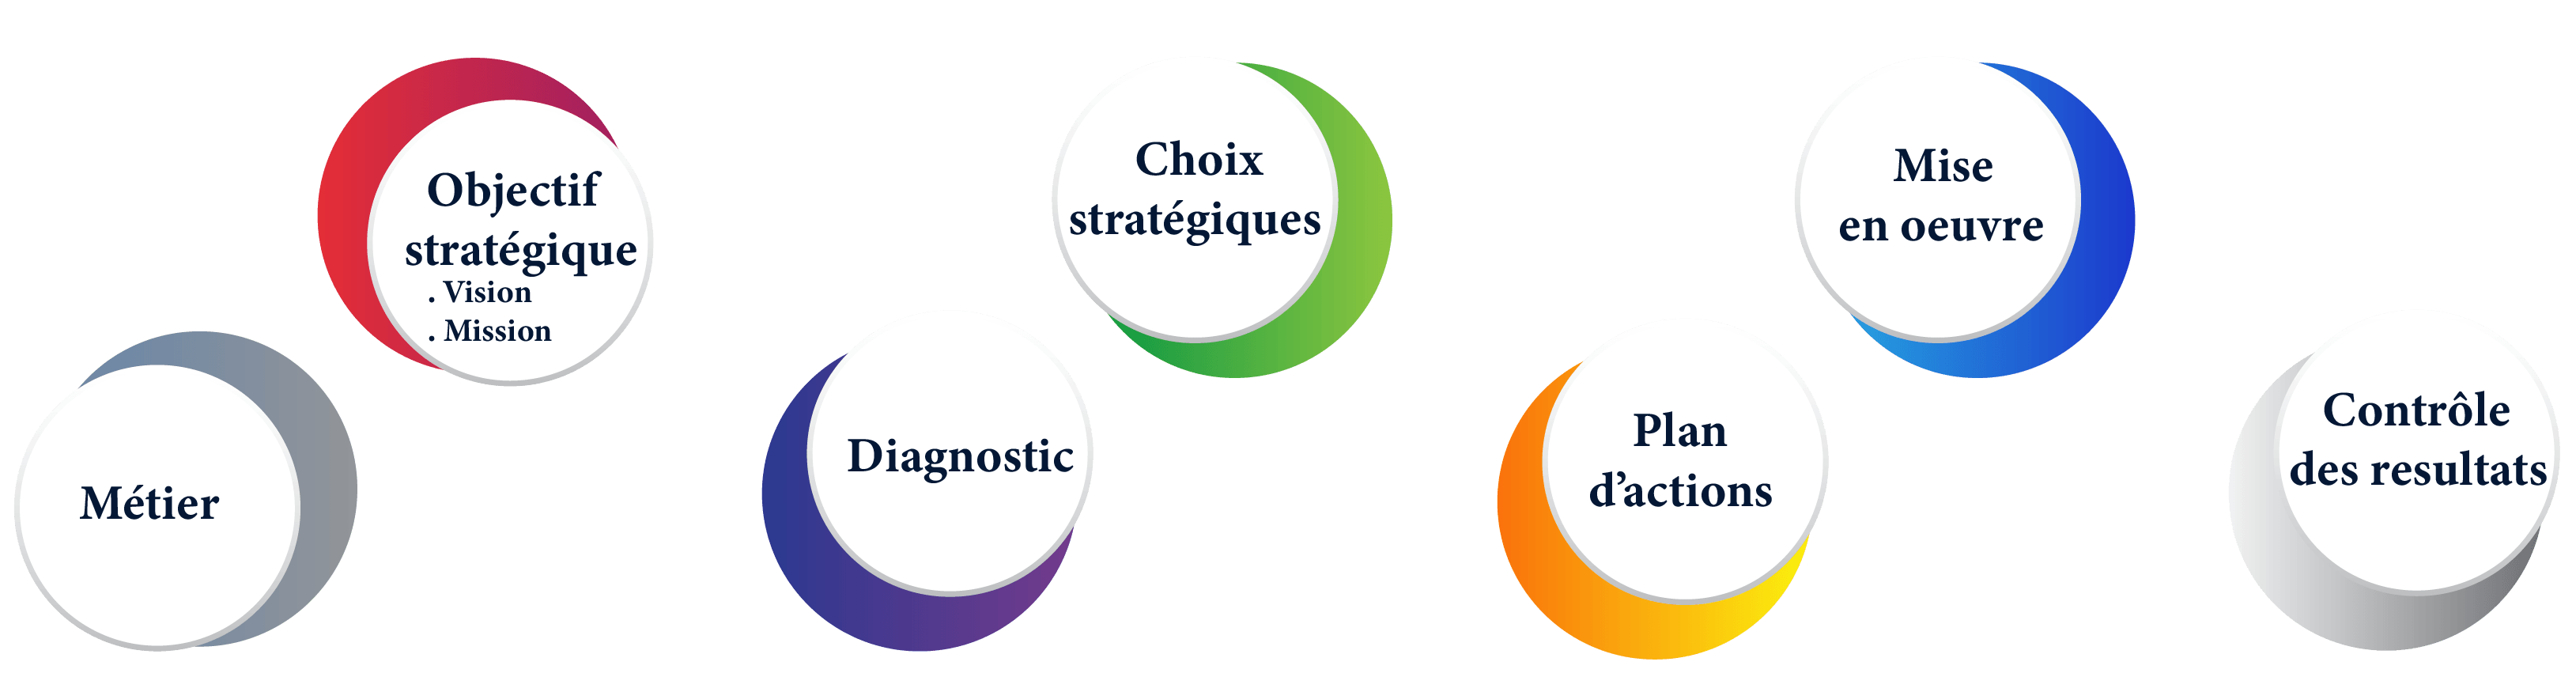 Métier
Objectif
stratégique
. Vision
. Mission
Diagnostic
Choix
stratégiques
Plan
d’actions
Mise
en oeuvre
Contrôle
des resultats